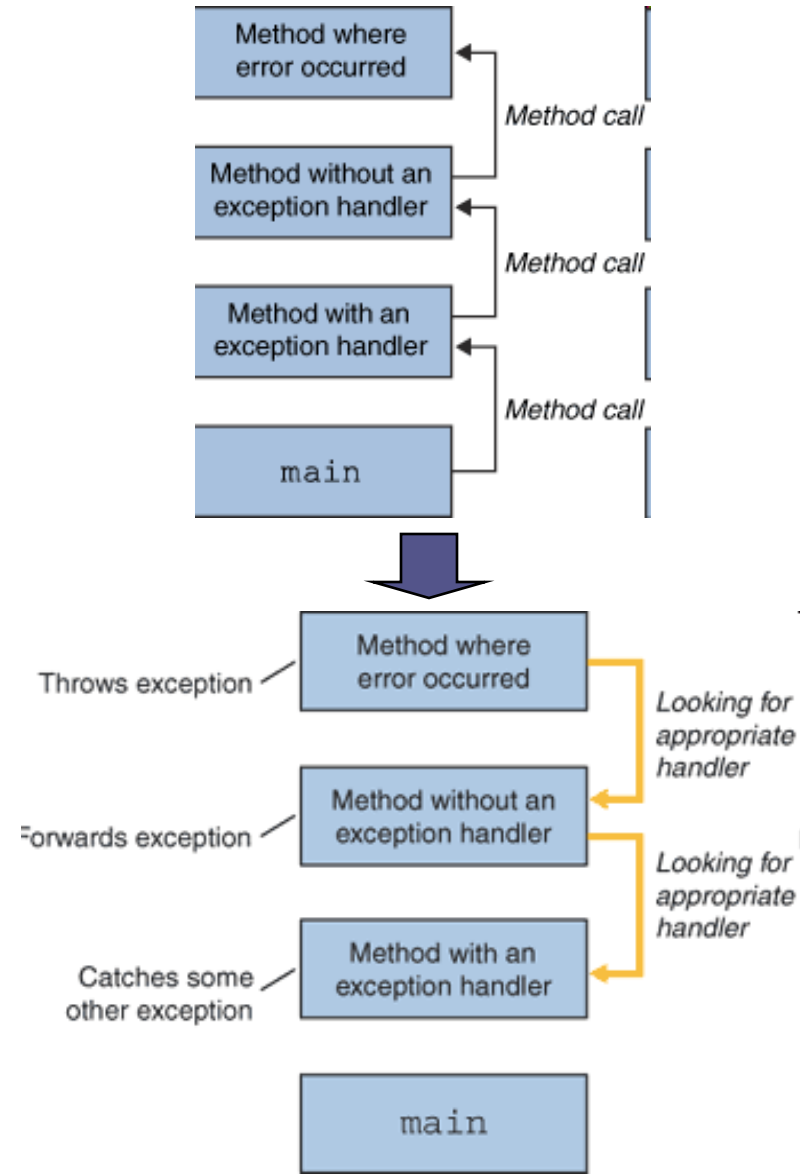 Method where
error occurred
Method call
Method without an
exception handler
Method call
Method with an
exception handler
Method call
main
Method where
error occurred
Throws exception
Looking for
appropriate
handler
Method without an
exception handler
Forwards exception
Looking for
appropriate
handler
Method with an
exception handler
Catches some
other exception
main